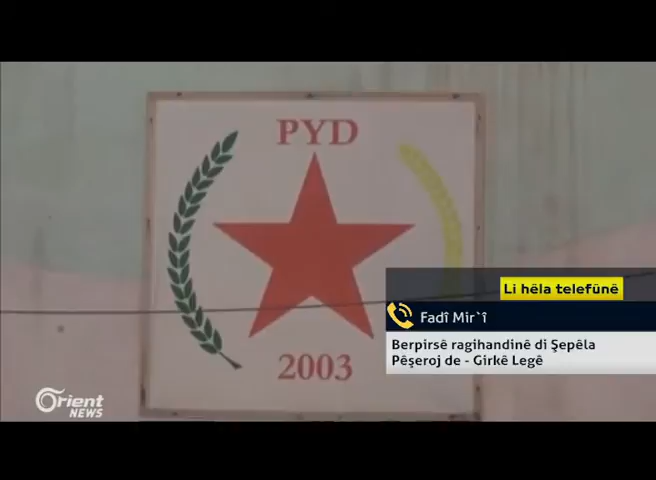 PYD
2003
Li hêla telefûnê
Fadî Mir`î
Berpirsê ragihandinê di Şepêla
Pêşeroj de - Girkê Legê
Orient
NEWS